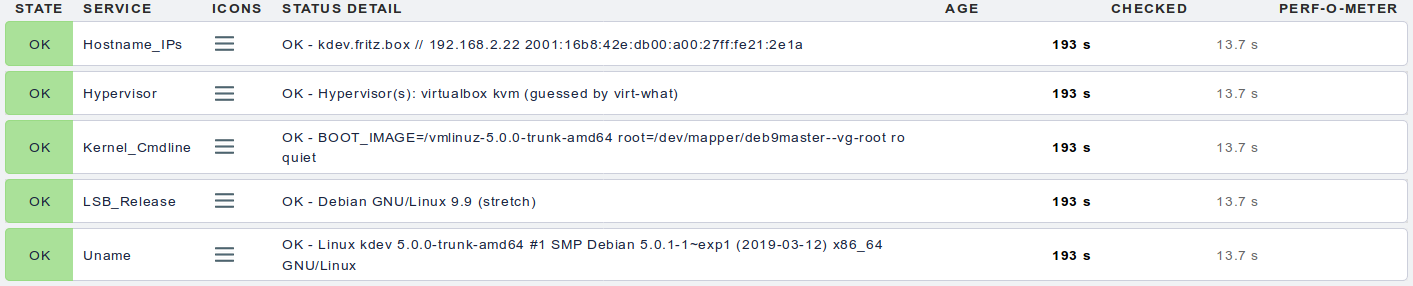 STATE SERVICE ICONS STATUS DETAIL AGE CHECKED PERF-O-METER
OK Hostname_IPs OK - kdev.fritz.box // 192.168.2.22 2001:16b8:42e:db00:a00:27ff:fe21:2e1a 193 s 13.7 s
OK Hypervisor OK - Hypervisor(s): virtualbox kvm (guessed by virt-what) 193 s 13.7 s
OK Kernel_Cmdline OK - BOOT_IMAGE=/vmlinuz-5.0.0-trunk-amd64 root=/dev/mapper/deb9master--vg-root ro
quiet 193 s 13.7 s
OK LSB_Release OK - Debian GNU/Linux 9.9 (stretch) 193 s 13.7 s
OK Uname OK - Linux kdev 5.0.0-trunk-amd64 #1 SMP Debian 5.0.1-1~exp1 (2019-03-12) x86_64
GNU/Linux 193 s 13.7 s